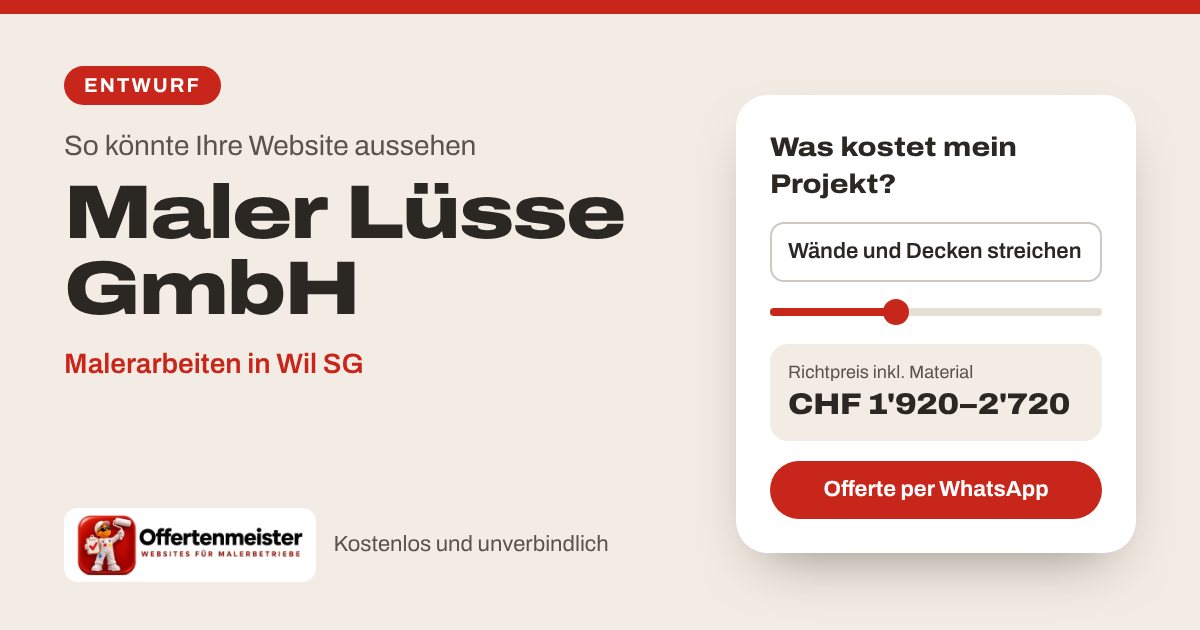 ENTWURF
So könnte Ihre Website aussehen
Maler Lüsse
GmbH
Malerarbeiten in Wil SG
Offertenmeister
WEBSITES FÜR MALERBETRIEBE
Kostenlos und unverbindlich
Was kostet mein
Projekt?
Wände und Decken streichen
Richtpreis inkl. Material
CHF 1'920–2'720
Offerte per WhatsApp